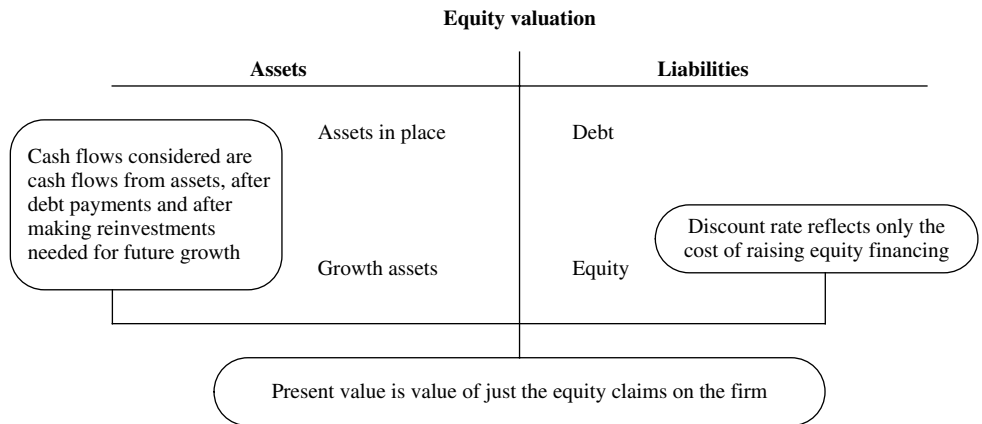 Equity valuation
Assets
Liabilities
Assets in place
Debt
Cash flows considered are
cash flows from assets, after
debt payments and after
making reinvestments
needed for future growth
Growth assets
Equity
Discount rate reflects only the
cost of raising equity financing
Present value is value of just the equity claims on the firm